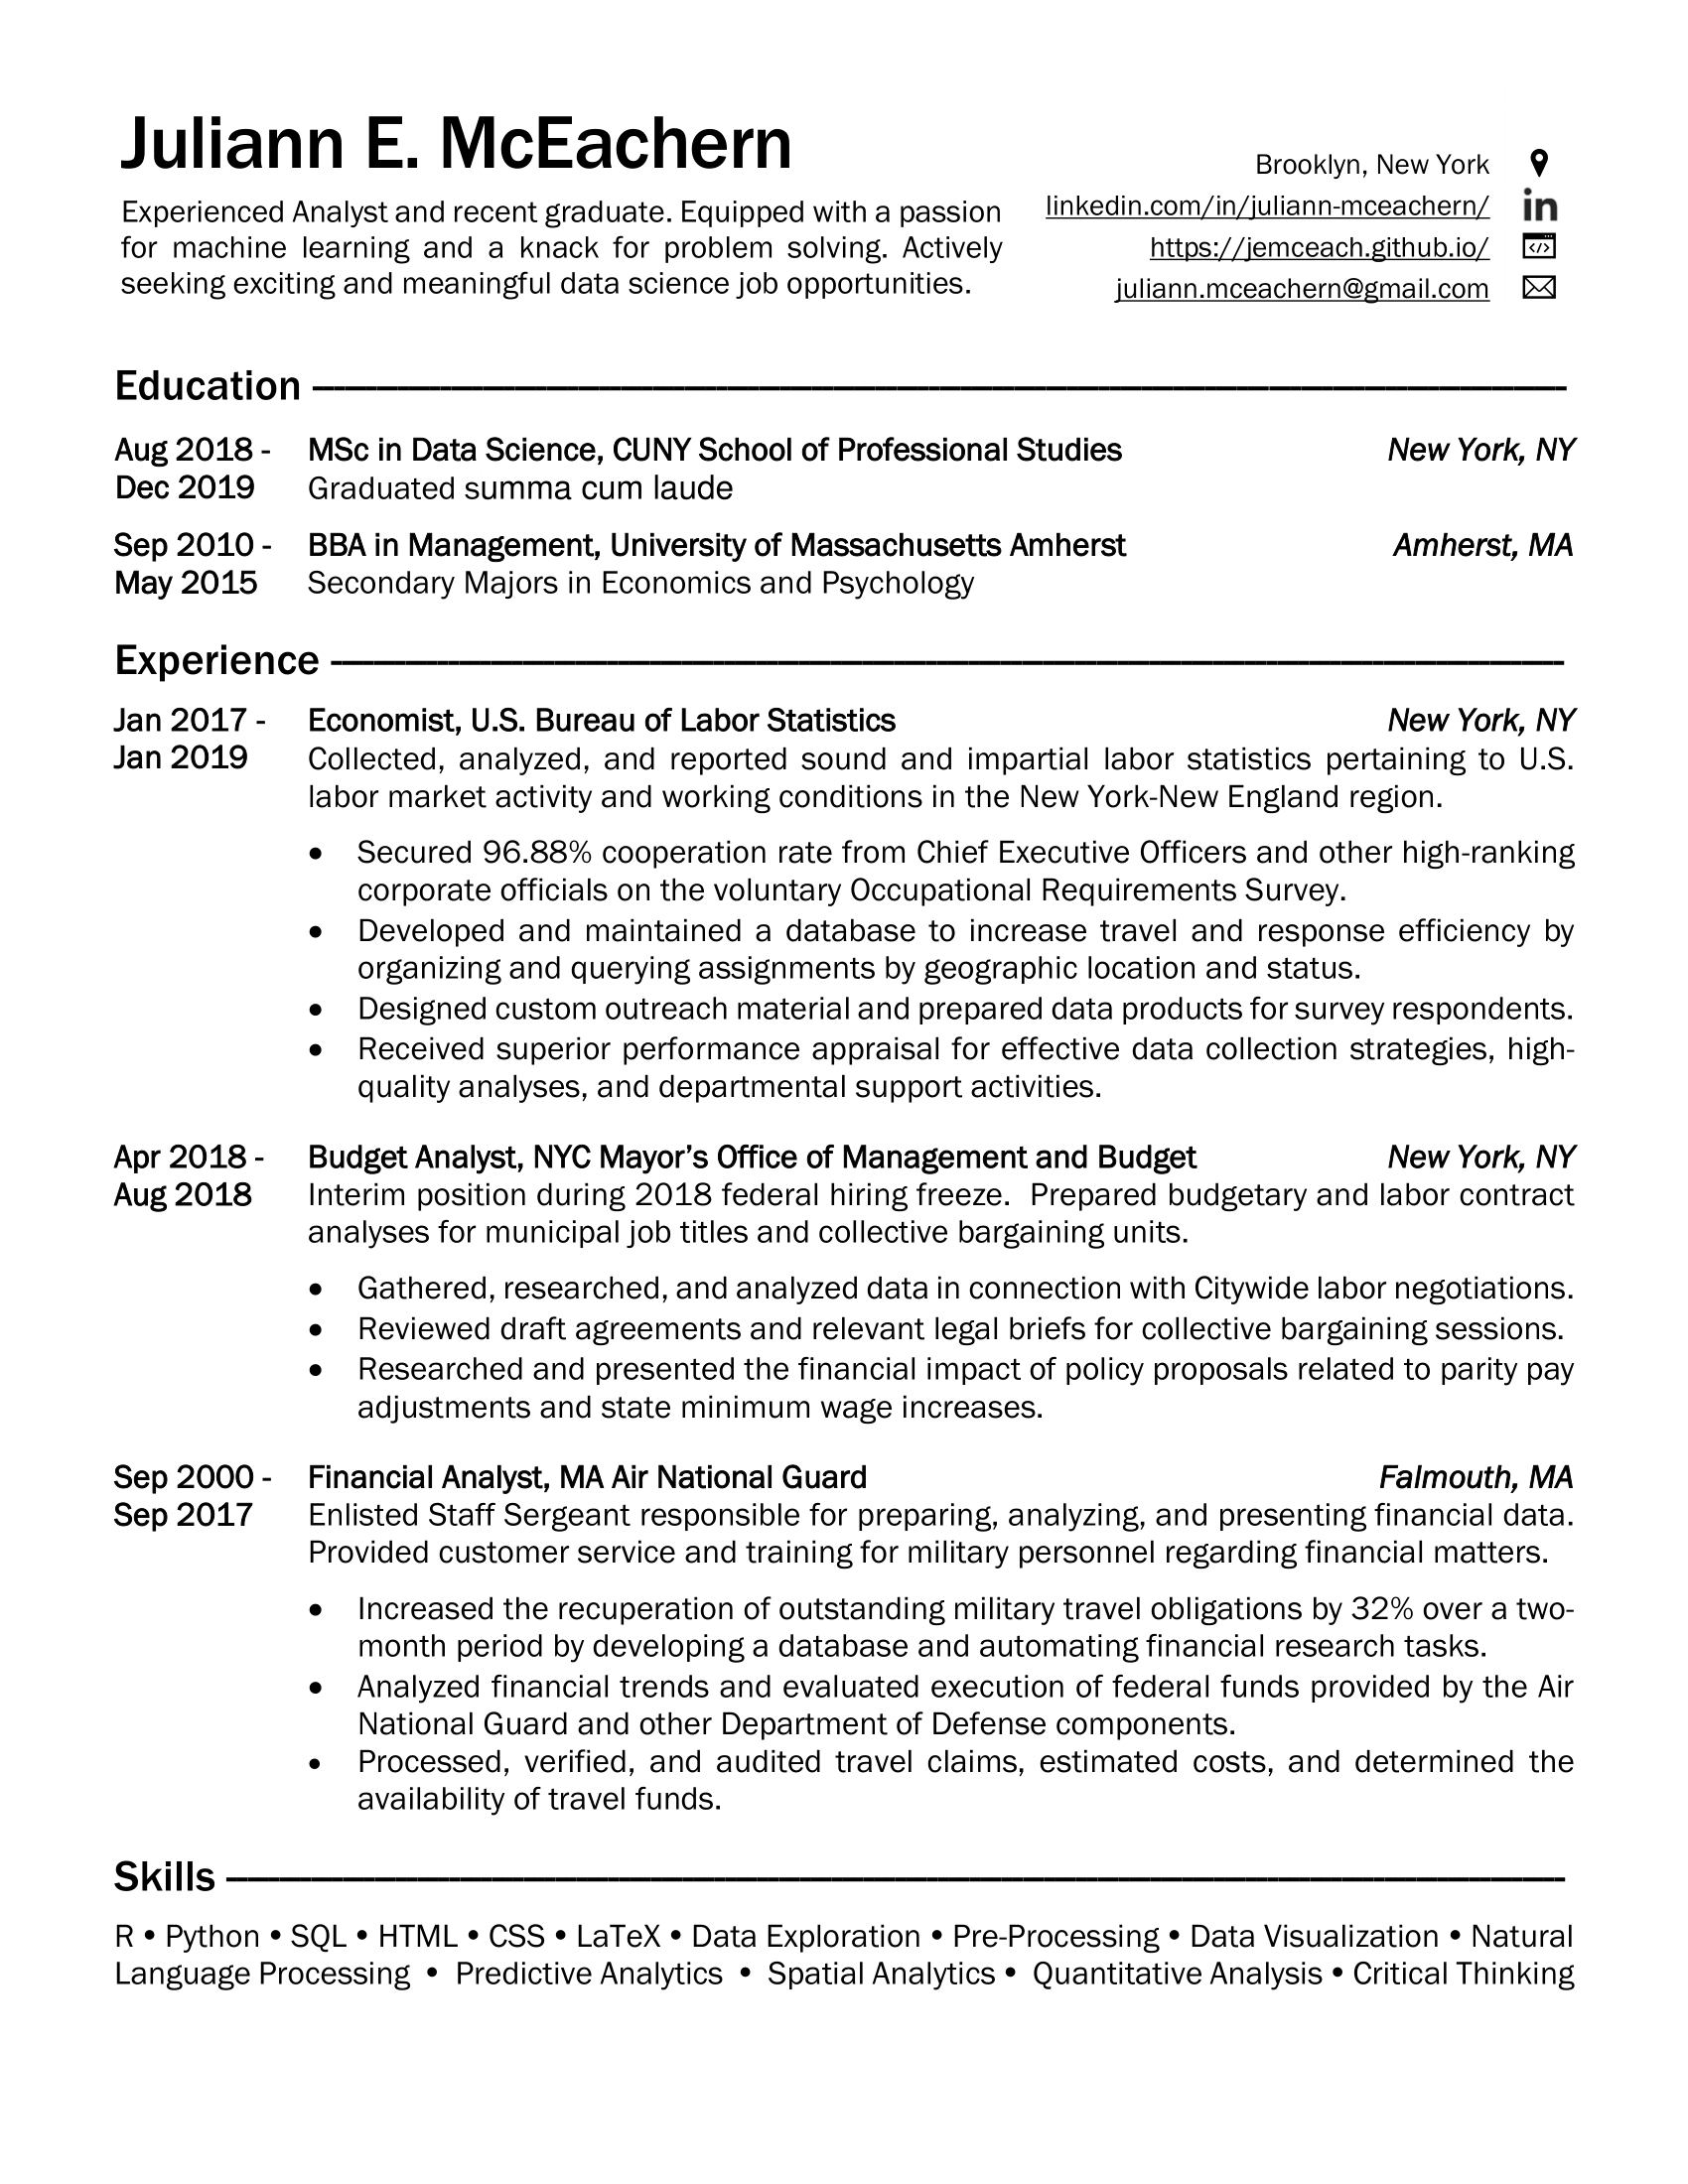 Juliann E. McEachern
Experienced Analyst and recent graduate. Equipped with a passion
for machine learning and a knack for problem solving. Actively
seeking exciting and meaningful data science job opportunities.
Brooklyn, New York
linkedin.com/in/juliann-mceachern/
https://jemceach.github.io/
juliann.mceachern@gmail.com
Education
Aug 2018 - MSc in Data Science, CUNY School of Professional Studies New York, NY
Dec 2019 Graduated summa cum laude
Sep 2010 - BBA in Management, University of Massachusetts Amherst Amherst, MA
May 2015 Secondary Majors in Economics and Psychology
Experience
Jan 2017 - Economist, U.S. Bureau of Labor Statistics New York, NY
Jan 2019 Collected, analyzed, and reported sound and impartial labor statistics pertaining to U.S.
labor market activity and working conditions in the New York-New England region.
• Secured 96.88% cooperation rate from Chief Executive Officers and other high-ranking
corporate officials on the voluntary Occupational Requirements Survey.
• Developed and maintained a database to increase travel and response efficiency by
organizing and querying assignments by geographic location and status.
• Designed custom outreach material and prepared data products for survey respondents.
• Received superior performance appraisal for effective data collection strategies, high-
quality analyses, and departmental support activities.
Apr 2018 - Budget Analyst, NYC Mayor’s Office of Management and Budget New York, NY
Aug 2018 Interim position during 2018 federal hiring freeze. Prepared budgetary and labor contract
analyses for municipal job titles and collective bargaining units.
• Gathered, researched, and analyzed data in connection with Citywide labor negotiations.
• Reviewed draft agreements and relevant legal briefs for collective bargaining sessions.
• Researched and presented the financial impact of policy proposals related to parity pay
adjustments and state minimum wage increases.
Sep 2000 - Financial Analyst, MA Air National Guard Falmouth, MA
Sep 2017 Enlisted Staff Sergeant responsible for preparing, analyzing, and presenting financial data.
Provided customer service and training for military personnel regarding financial matters.
• Increased the recuperation of outstanding military travel obligations by 32% over a two-
month period by developing a database and automating financial research tasks.
• Analyzed financial trends and evaluated execution of federal funds provided by the Air
National Guard and other Department of Defense components.
• Processed, verified, and audited travel claims, estimated costs, and determined the
availability of travel funds.
Skills
R • Python • SQL • HTML • CSS • LaTeX • Data Exploration • Pre-Processing • Data Visualization • Natural
Language Processing • Predictive Analytics • Spatial Analytics • Quantitative Analysis • Critical Thinking